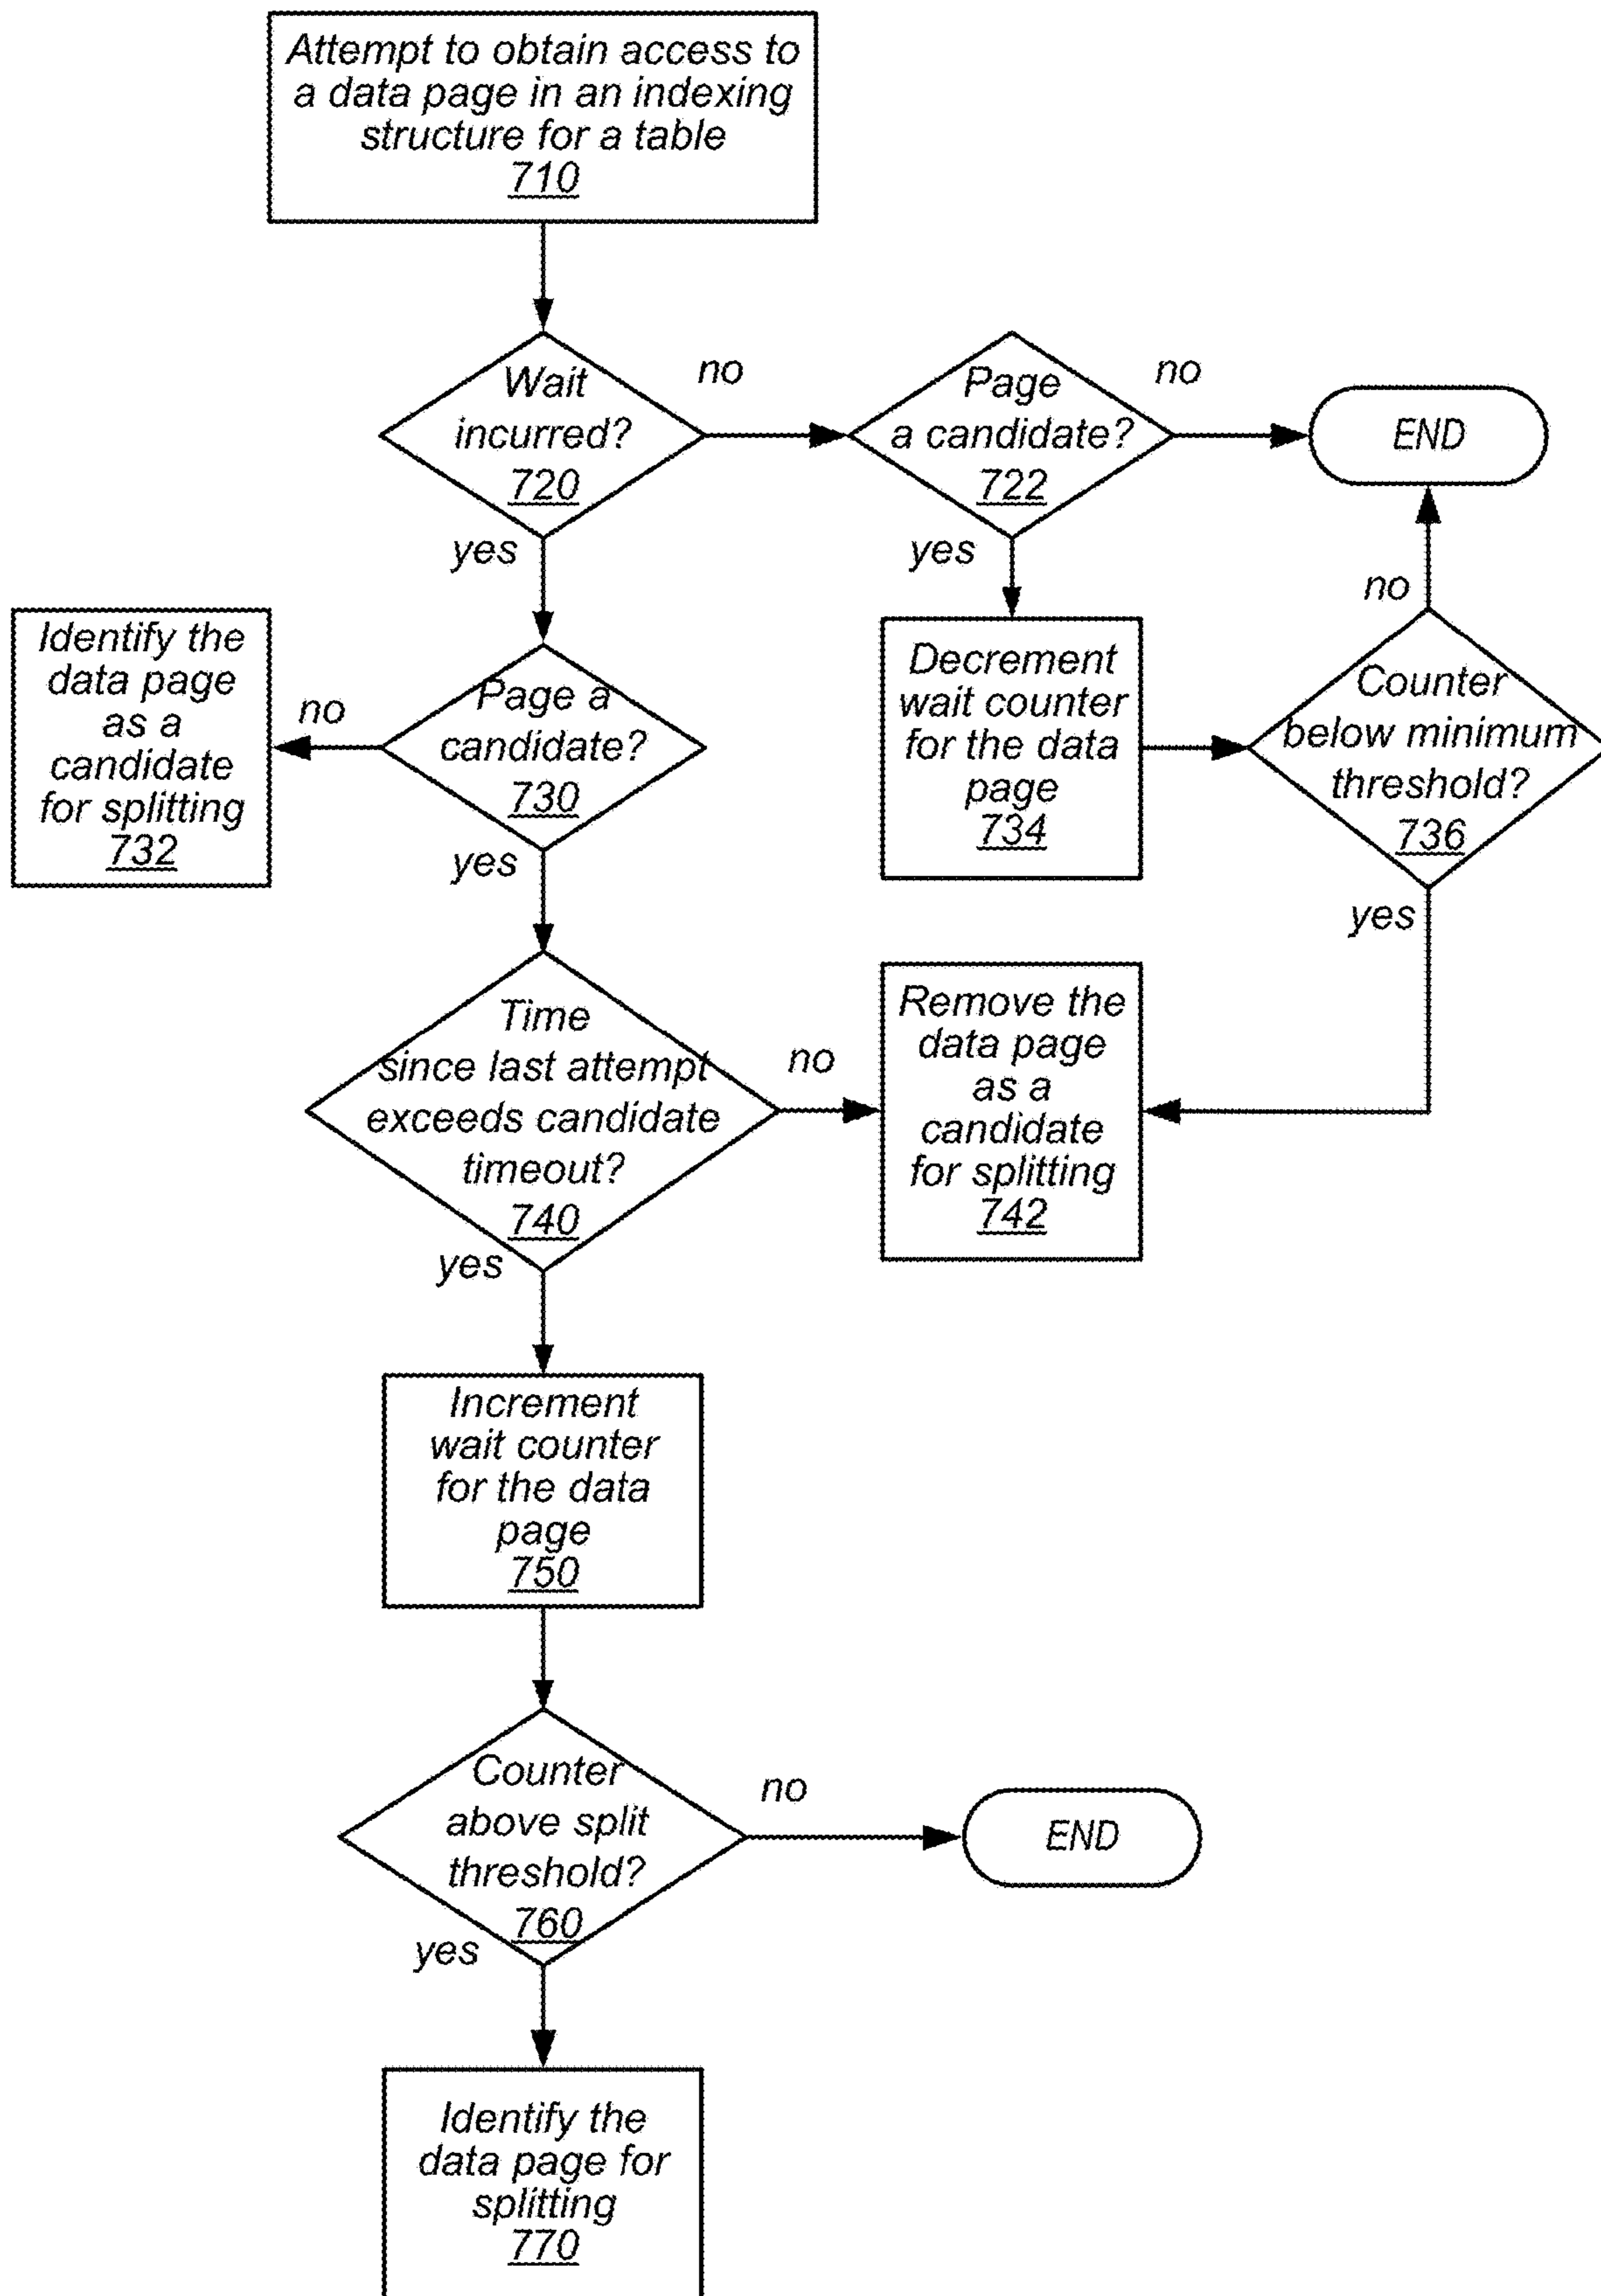 Attempt to obtain access to
a data page in an indexing
structure for a table
710
Wait
incurred?
720
no
yes
Page
a candidate?
722
no
yes
END
Identify the
data page
as a
candidate
for splitting
732
no
Page a
candidate?
730
yes
Decrement
wait counter
for the data
page
734
no
Counter
below minimum
threshold?
736
yes
Time
since last attempt
exceeds candidate
timeout?
740
no
yes
Remove the
data page
as a
candidate
for splitting
742
Increment
wait counter
for the data
page
750
Counter
above split
threshold?
760
no
yes
END
Identify the
data page for
splitting
770